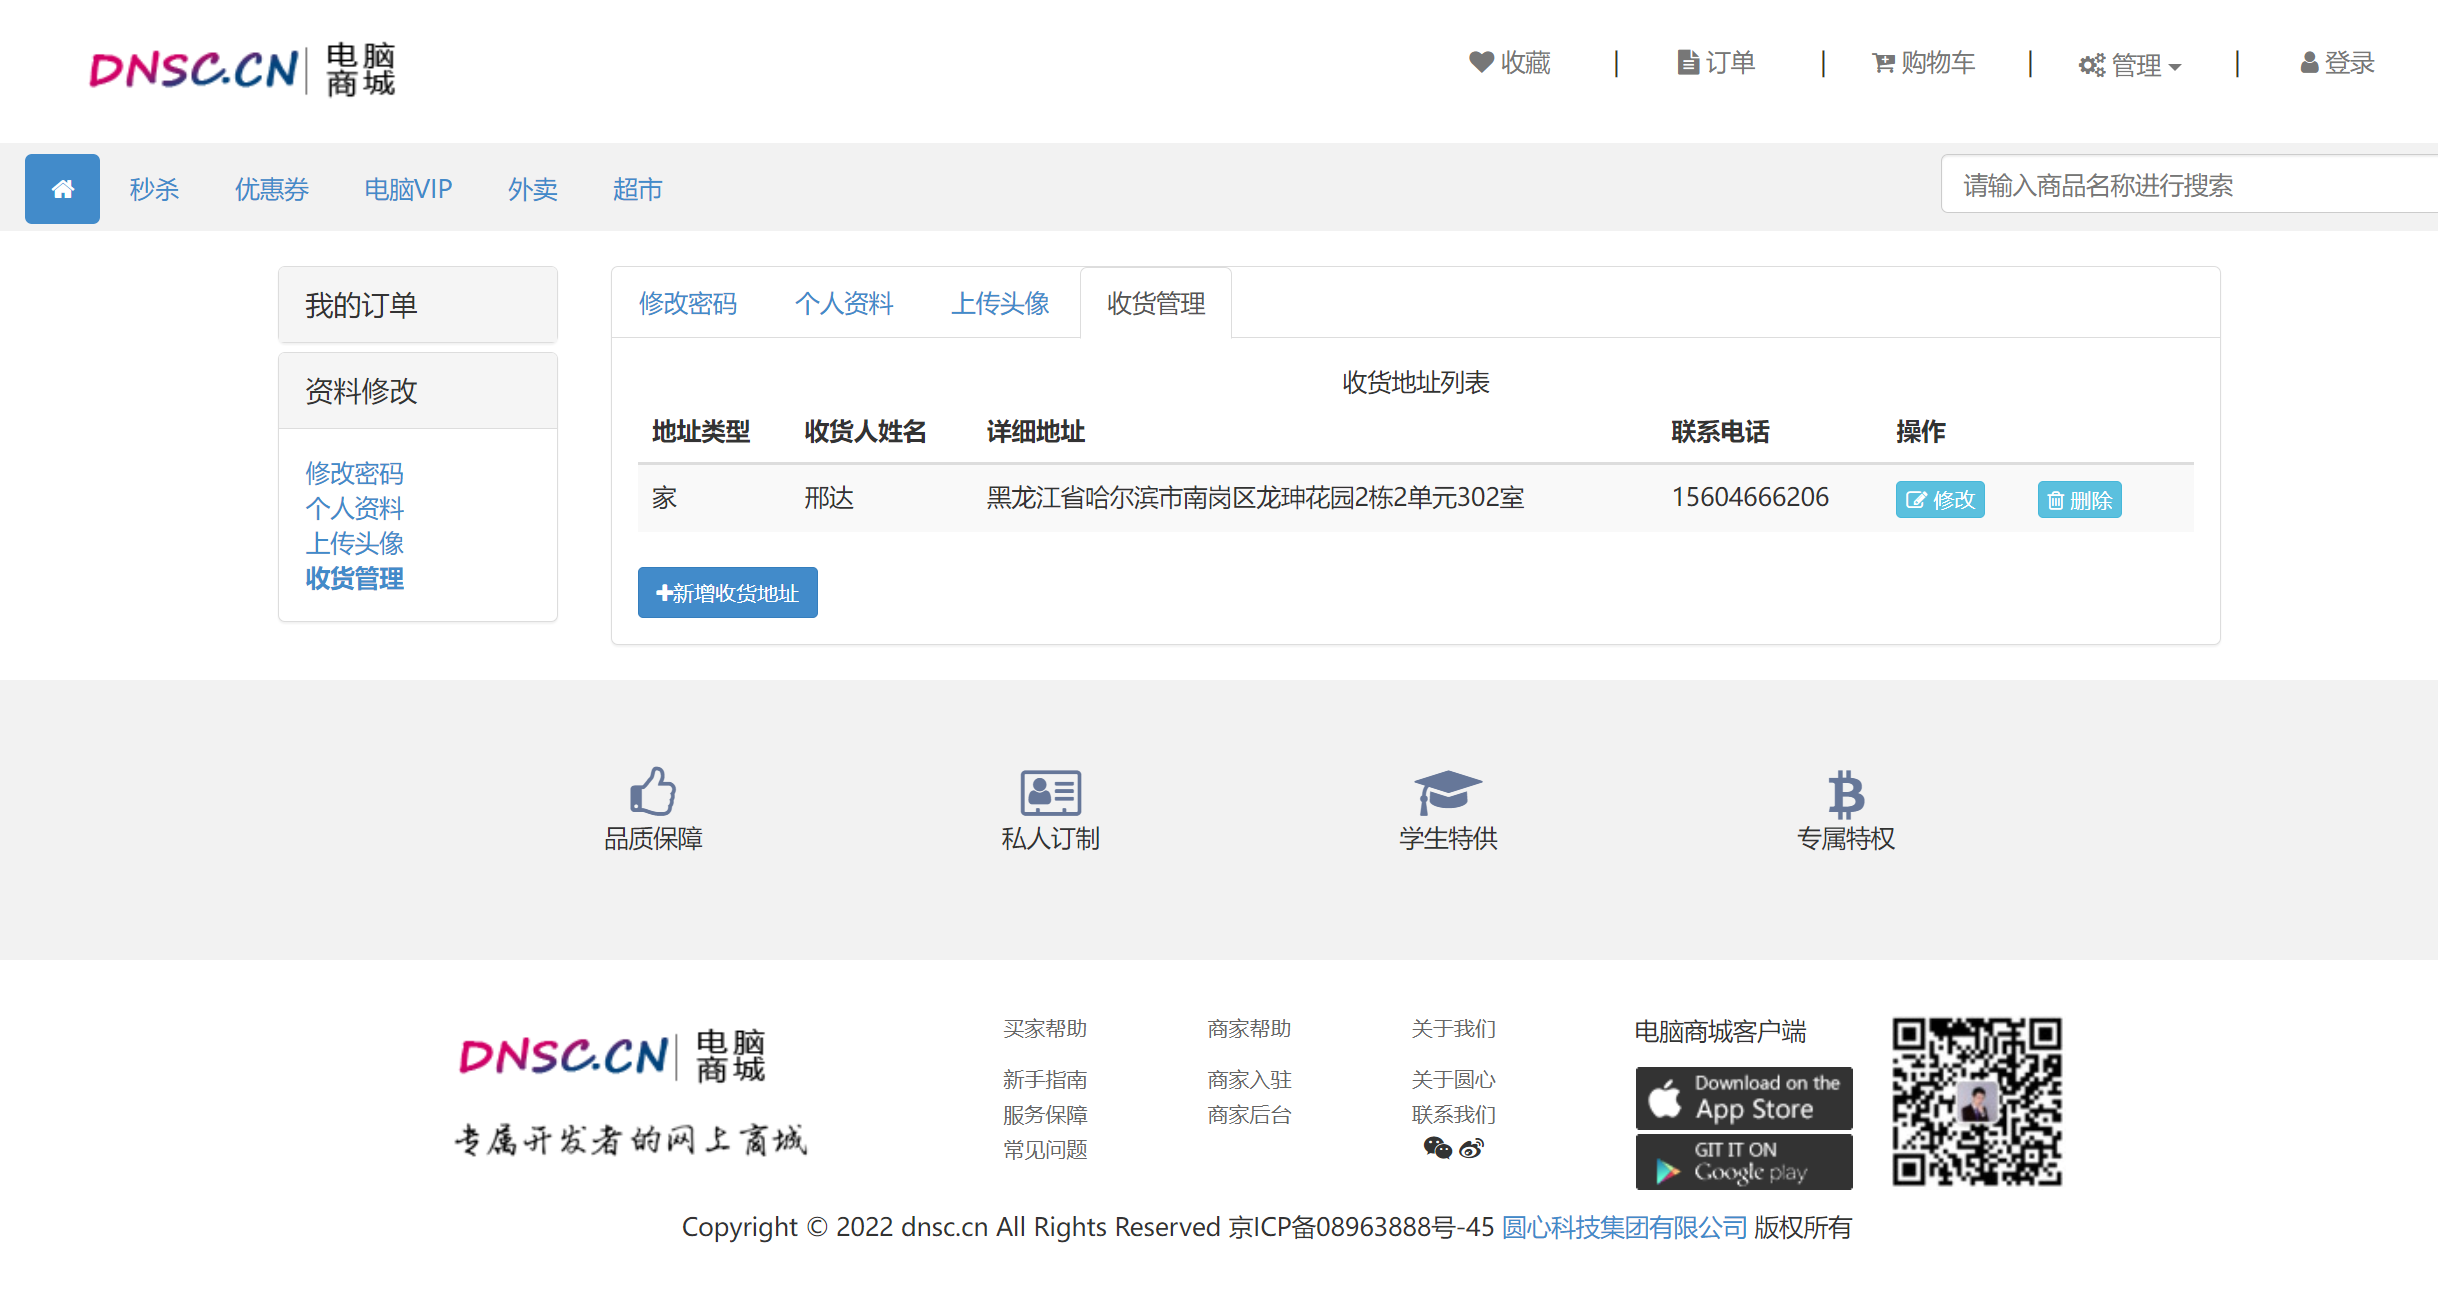 DNSC.CN 电脑商城
收藏 | 订单 | 购物车 | 管理 | 登录
秒杀 优惠券 电脑VIP 外卖 超市 请输入商品名称进行搜索
我的订单
资料修改
修改密码
个人资料
上传头像
收货管理
修改密码 个人资料 上传头像 收货管理
收货地址列表
地址类型 收货人姓名 详细地址 联系电话 操作
家 邢达 黑龙江省哈尔滨市南岗区龙珅花园2栋2单元302室 15604666206 修改 删除
新增收货地址
品质保障 私人订制 学生特供 专属特权
DNSC.CN 电脑商城
专属开发者的网上商城
买家帮助
新手指南
服务保障
常见问题
商家帮助
商家入驻
商家后台
关于我们
关于圆心
联系我们
电脑商城客户端
Download on the
App Store
GIT IT ON
Google play
Copyright © 2022 dnsc.cn All Rights Reserved 京ICP备08963888号-45 圆心科技集团有限公司 版权所有